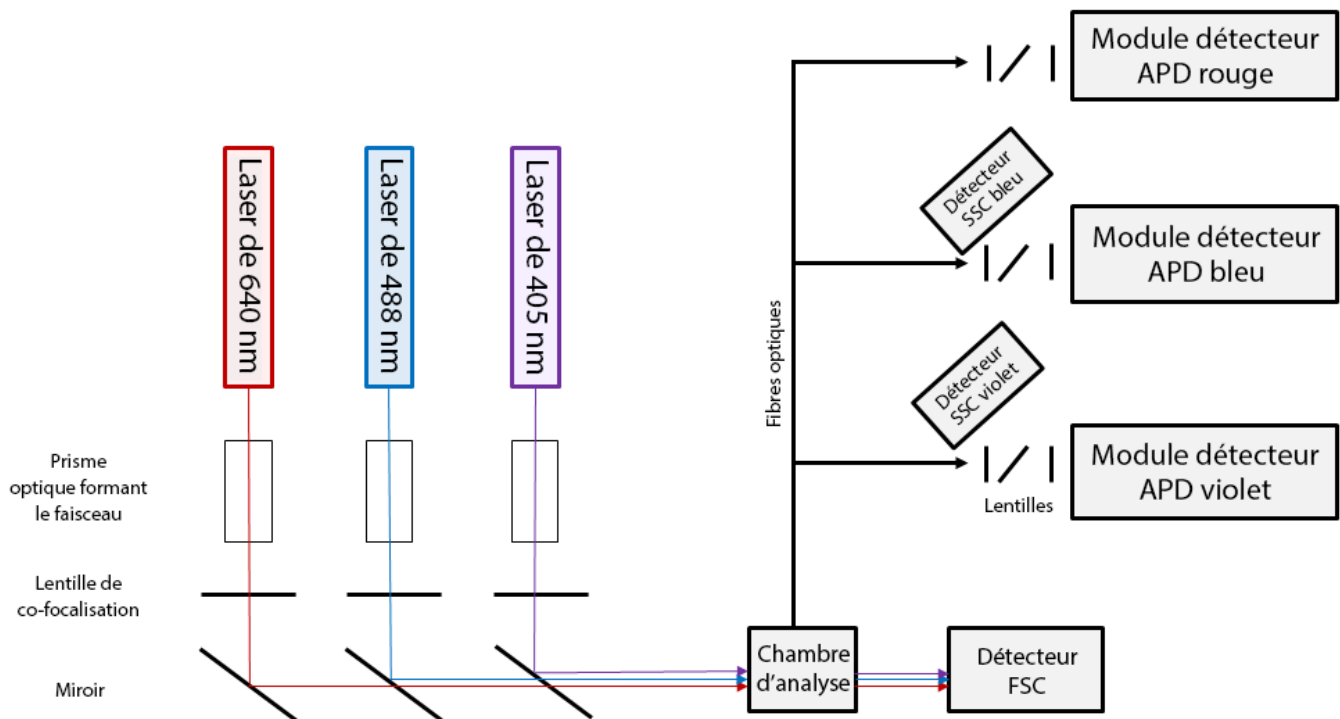 Module détecteur
APD rouge
Laser de 640 nm
Laser de 488 nm
Laser de 405 nm
Détecteur
SSC bleu
Module détecteur
APD bleu
Fibres optiques
Détecteur
SSC violet
Module détecteur
APD violet
Lentilles
Prisme
optique formant
le faisceau
Lentille de
co-focalisation
Miroir
Chambre
d'analyse
Détecteur
FSC